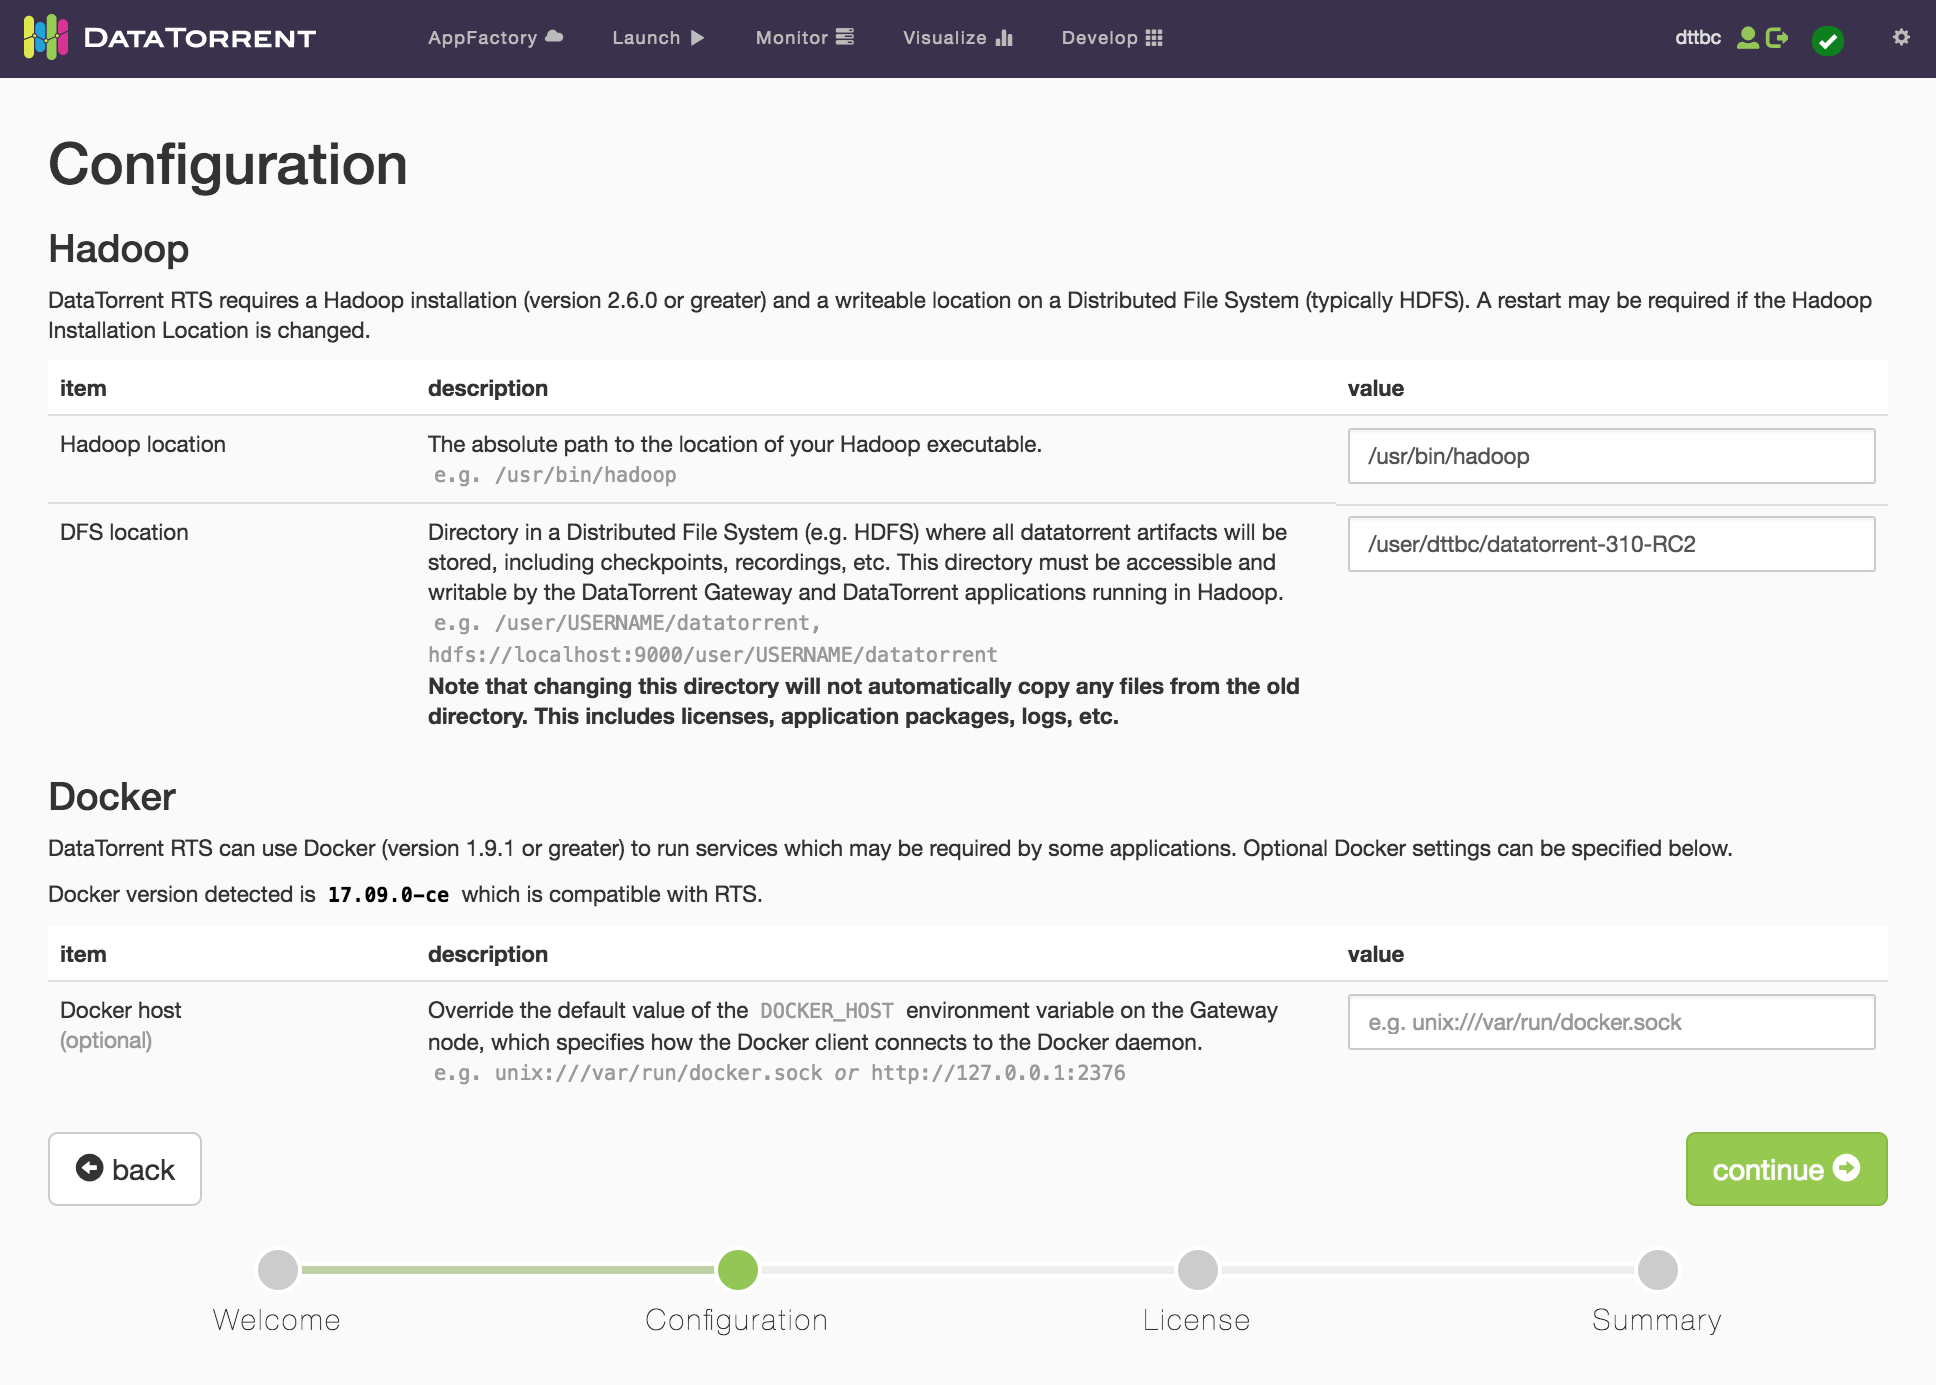 DATATORRENT AppFactory Launch Monitor Visualize Develop dttbc
Configuration
Hadoop
DataTorrent RTS requires a Hadoop installation (version 2.6.0 or greater) and a writeable location on a Distributed File System (typically HDFS). A restart may be required if the Hadoop
Installation Location is changed.
item description value
Hadoop location The absolute path to the location of your Hadoop executable. /usr/bin/hadoop
e.g. /usr/bin/hadoop
DFS location Directory in a Distributed File System (e.g. HDFS) where all datatorrent artifacts will be /user/dttbc/datatorrent-310-RC2
stored, including checkpoints, recordings, etc. This directory must be accessible and
writable by the DataTorrent Gateway and DataTorrent applications running in Hadoop.
e.g. /user/USERNAME/datatorrent,
hdfs://localhost:9000/user/USERNAME/datatorrent
Note that changing this directory will not automatically copy any files from the old
directory. This includes licenses, application packages, logs, etc.
Docker
DataTorrent RTS can use Docker (version 1.9.1 or greater) to run services which may be required by some applications. Optional Docker settings can be specified below.
Docker version detected is 17.09.0-ce which is compatible with RTS.
item description value
Docker host Override the default value of the DOCKER_HOST environment variable on the Gateway e.g. unix:///var/run/docker.sock
(optional) node, which specifies how the Docker client connects to the Docker daemon.
e.g. unix:///var/run/docker.sock or http://127.0.0.1:2376
back continue
Welcome Configuration License Summary